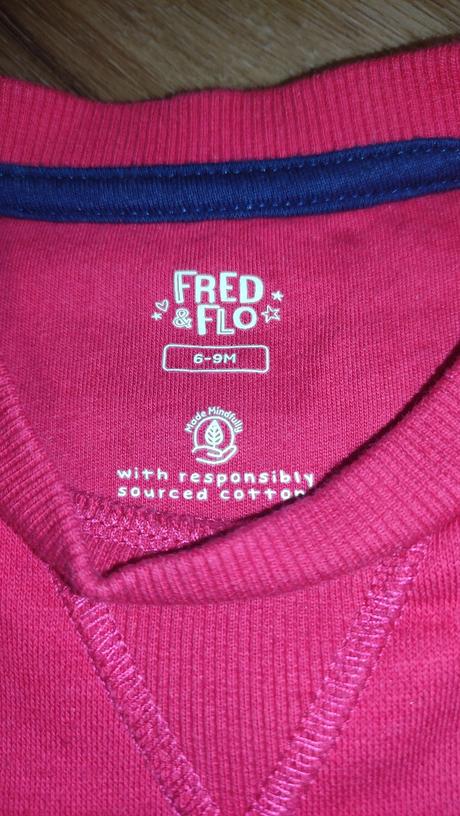 FRED
& FLO
6-9M
Made Mindfully
with responsibly
sourced cotton